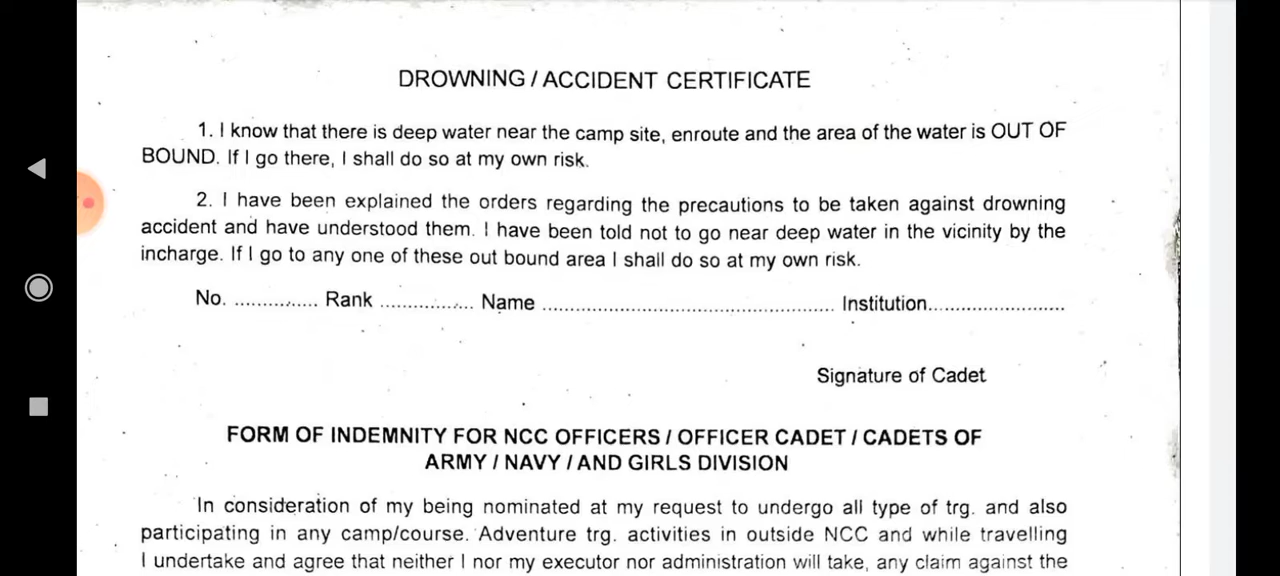 DROWNING / ACCIDENT CERTIFICATE
1. I know that there is deep water near the camp site, enroute and the area of the water is OUT OF
BOUND. If I go there, I shall do so at my own risk.
2. I have been explained the orders regarding the precautions to be taken against drowning
accident and have understood them. I have been told not to go near deep water in the vicinity by the
incharge. If I go to any one of these out bound area I shall do so at my own risk.
No. .............. Rank ................ Name .................................................. Institution........................
Signature of Cadet
FORM OF INDEMNITY FOR NCC OFFICERS / OFFICER CADET / CADETS OF
ARMY / NAVY / AND GIRLS DIVISION
In consideration of my being nominated at my request to undergo all type of trg. and also
participating in any camp/course. Adventure trg. activities in outside NCC and while travelling
I undertake and agree that neither I nor my executor nor administration will take, any claim against the